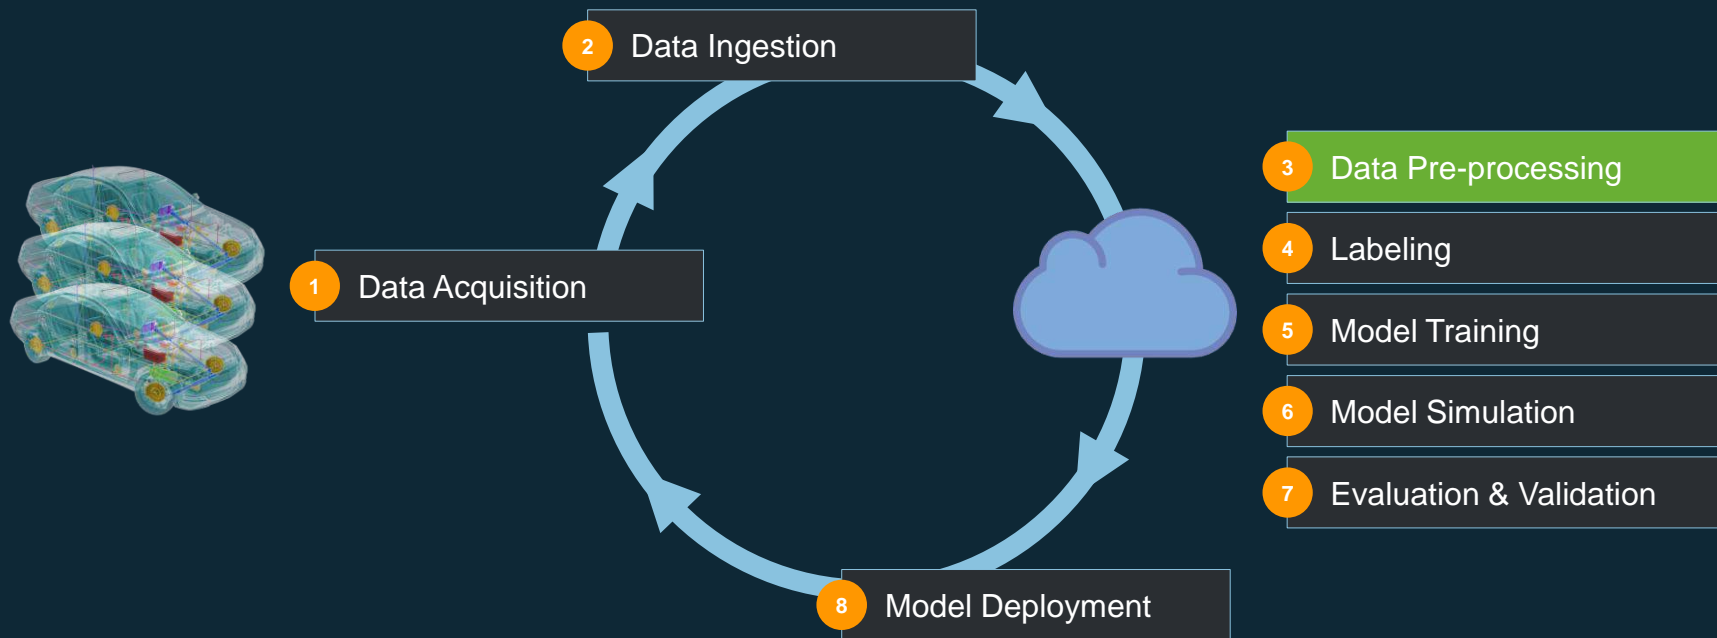 2 Data Ingestion
3 Data Pre-processing
4 Labeling
1 Data Acquisition
5 Model Training
6 Model Simulation
7 Evaluation & Validation
8 Model Deployment